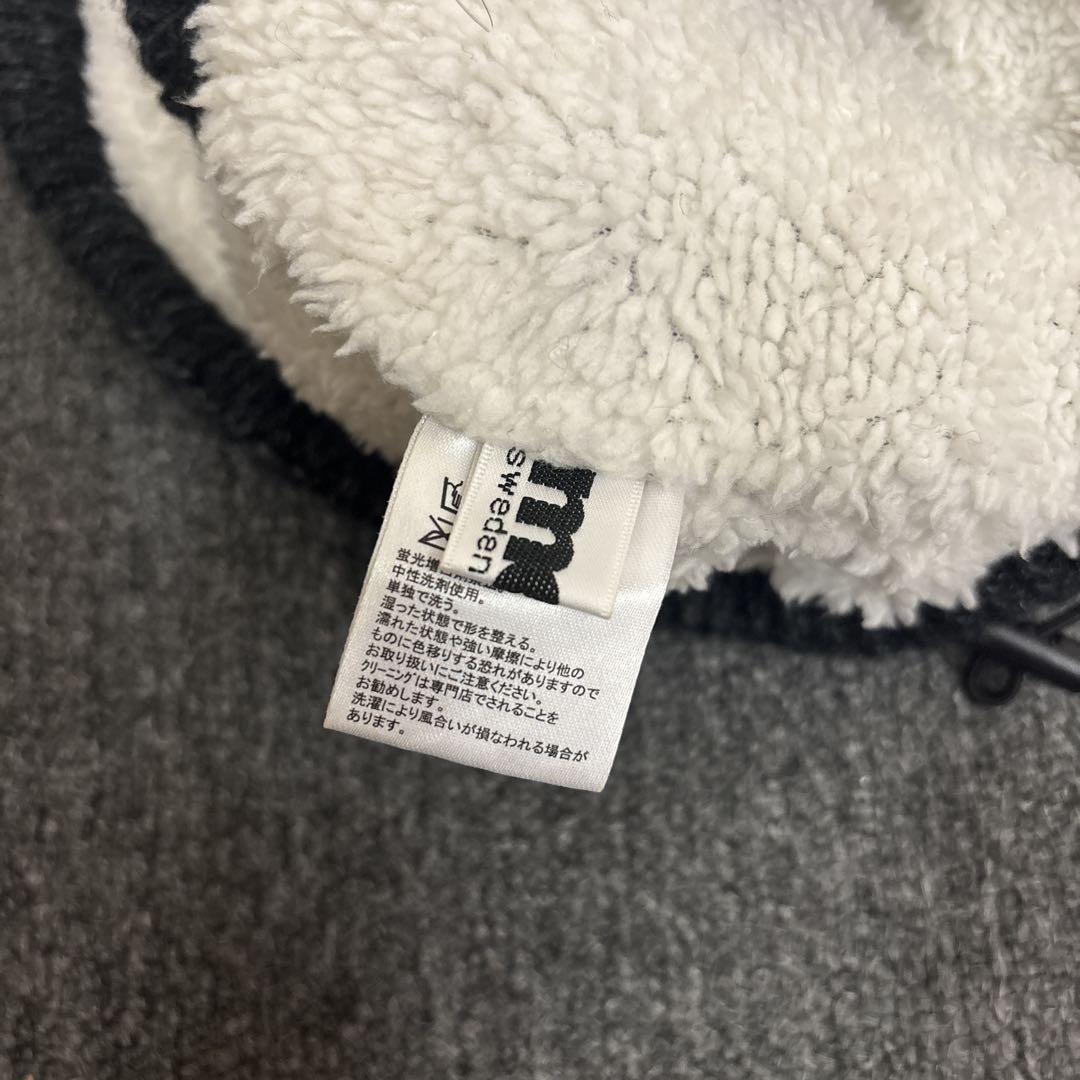 sweden
蛍光増
中性洗剤使用。
単独で洗う。
湿った状態で形を整える。
濡れた状態や強い摩擦により他の
ものに色移りする恐れがありますので
お取り扱いにご注意ください。
クリーニングは専門店でされることを
お勧めします。
洗濯により風合いが損なわれる場合が
あります。